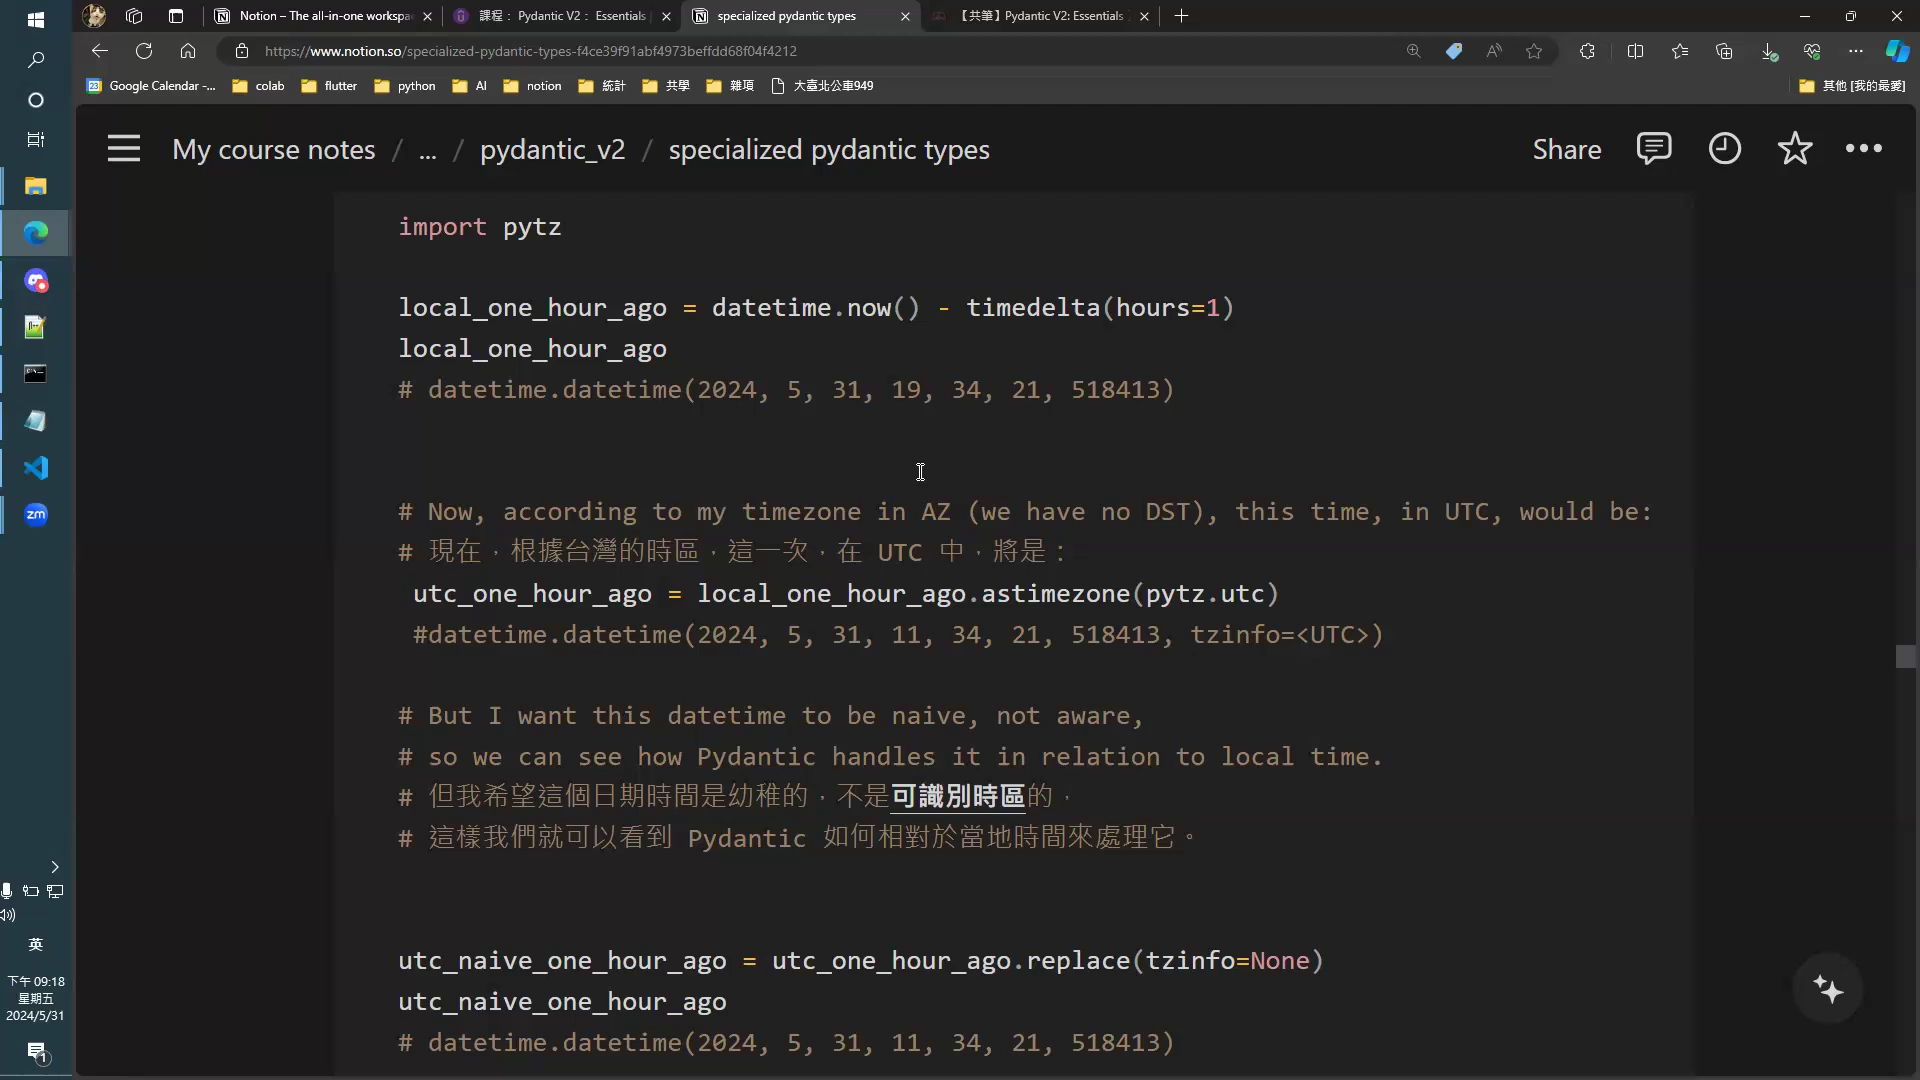 Notion – The all-in-one workspa
課程： Pydantic V2： Essentials
specialized pydantic types
【共筆】Pydantic V2: Essentials
https://www.notion.so/specialized-pydantic-types-f4ce39f91abf4973beffdd68f04f4212
Google Calendar -...
colab
flutter
python
AI
notion
統計
共學
雜項
大臺北公車949
其他 [我的最愛]
My course notes / ... / pydantic_v2 / specialized pydantic types
Share
import pytz
local_one_hour_ago = datetime.now() - timedelta(hours=1)
local_one_hour_ago
# datetime.datetime(2024, 5, 31, 19, 34, 21, 518413)
# Now, according to my timezone in AZ (we have no DST), this time, in UTC, would be:
# 現在，根據台灣的時區，這一次，在 UTC 中，將是：
utc_one_hour_ago = local_one_hour_ago.astimezone(pytz.utc)
#datetime.datetime(2024, 5, 31, 11, 34, 21, 518413, tzinfo=<UTC>)
# But I want this datetime to be naive, not aware,
# so we can see how Pydantic handles it in relation to local time.
# 但我希望這個日期時間是幼稚的，不是可識別時區的，
# 這樣我們就可以看到 Pydantic 如何相對於當地時間來處理它。
utc_naive_one_hour_ago = utc_one_hour_ago.replace(tzinfo=None)
utc_naive_one_hour_ago
# datetime.datetime(2024, 5, 31, 11, 34, 21, 518413)
zm
英
下午 09:18
星期五
2024/5/31
1